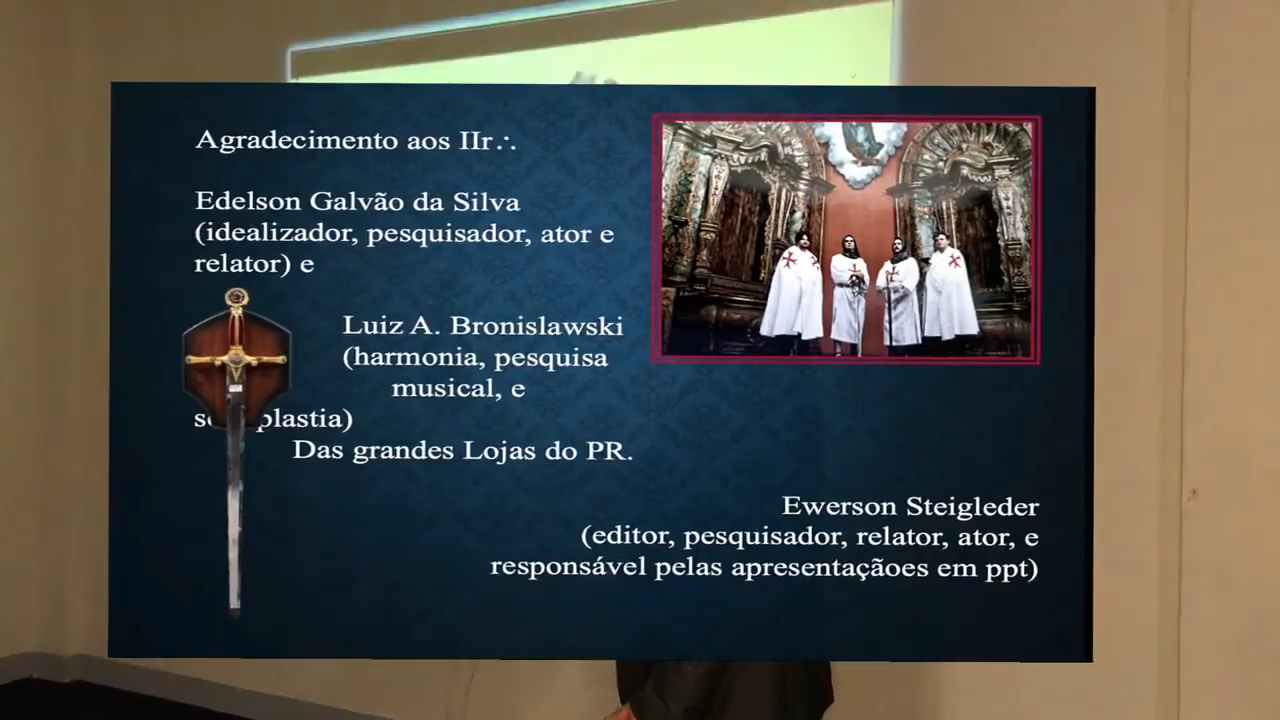 Agradecimento aos IIr∴
Edelson Galvão da Silva
(idealizador, pesquisador, ator e
relator) e
Luiz A. Bronislawski
(harmonia, pesquisa
musical, e
plastia)
Das grandes Lojas do PR.
Ewerson Steigleder
(editor, pesquisador, relator, ator, e
responsável pelas apresentaçãoes em ppt)